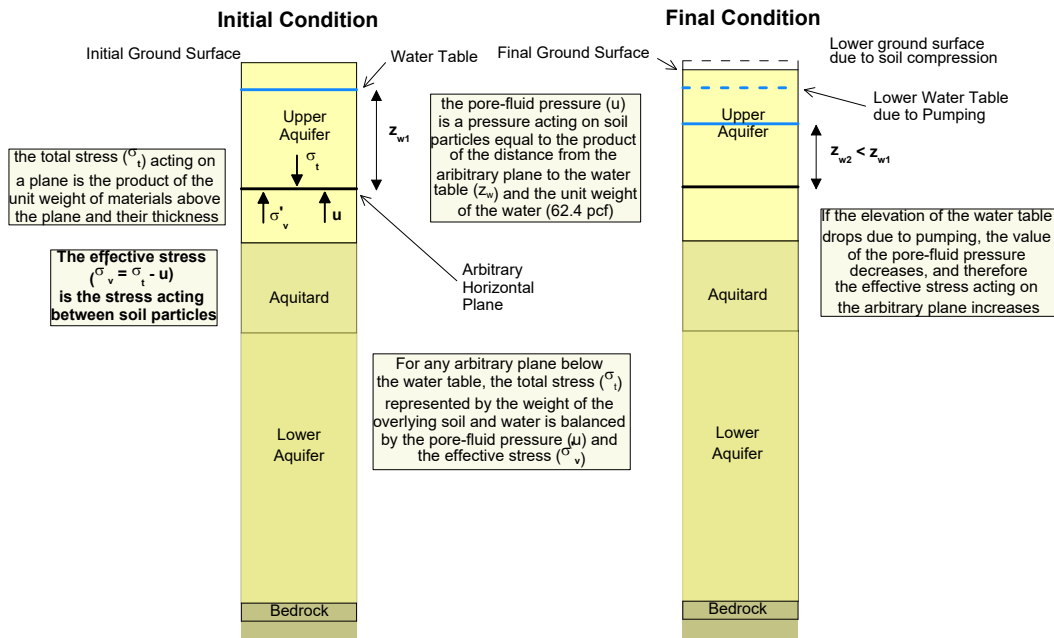 Initial Condition
Initial Ground Surface
Water Table
Upper
Aquifer
σt
zw1
σ'v
u
the total stress (σt) acting on
a plane is the product of the
unit weight of materials above
the plane and their thickness
The effective stress
(σ'v = σt - u)
is the stress acting
between soil particles
the pore-fluid pressure (u)
is a pressure acting on soil
particles equal to the product
of the distance from the
aribitrary plane to the water
table (zw) and the unit weight
of the water (62.4 pcf)
Arbitrary
Horizontal
Plane
Aquitard
For any arbitrary plane below
the water table, the total stress (σt)
represented by the weight of the
overlying soil and water is balanced
by the pore-fluid pressure (u) and
the effective stress (σ'v)
Lower
Aquifer
Bedrock
Final Condition
Final Ground Surface
Lower ground surface
due to soil compression
Lower Water Table
due to Pumping
Upper
Aquifer
zw2 < zw1
If the elevation of the water table
drops due to pumping, the value
of the pore-fluid pressure
decreases, and therefore
the effective stress acting on
the arbitrary plane increases
Aquitard
Lower
Aquifer
Bedrock